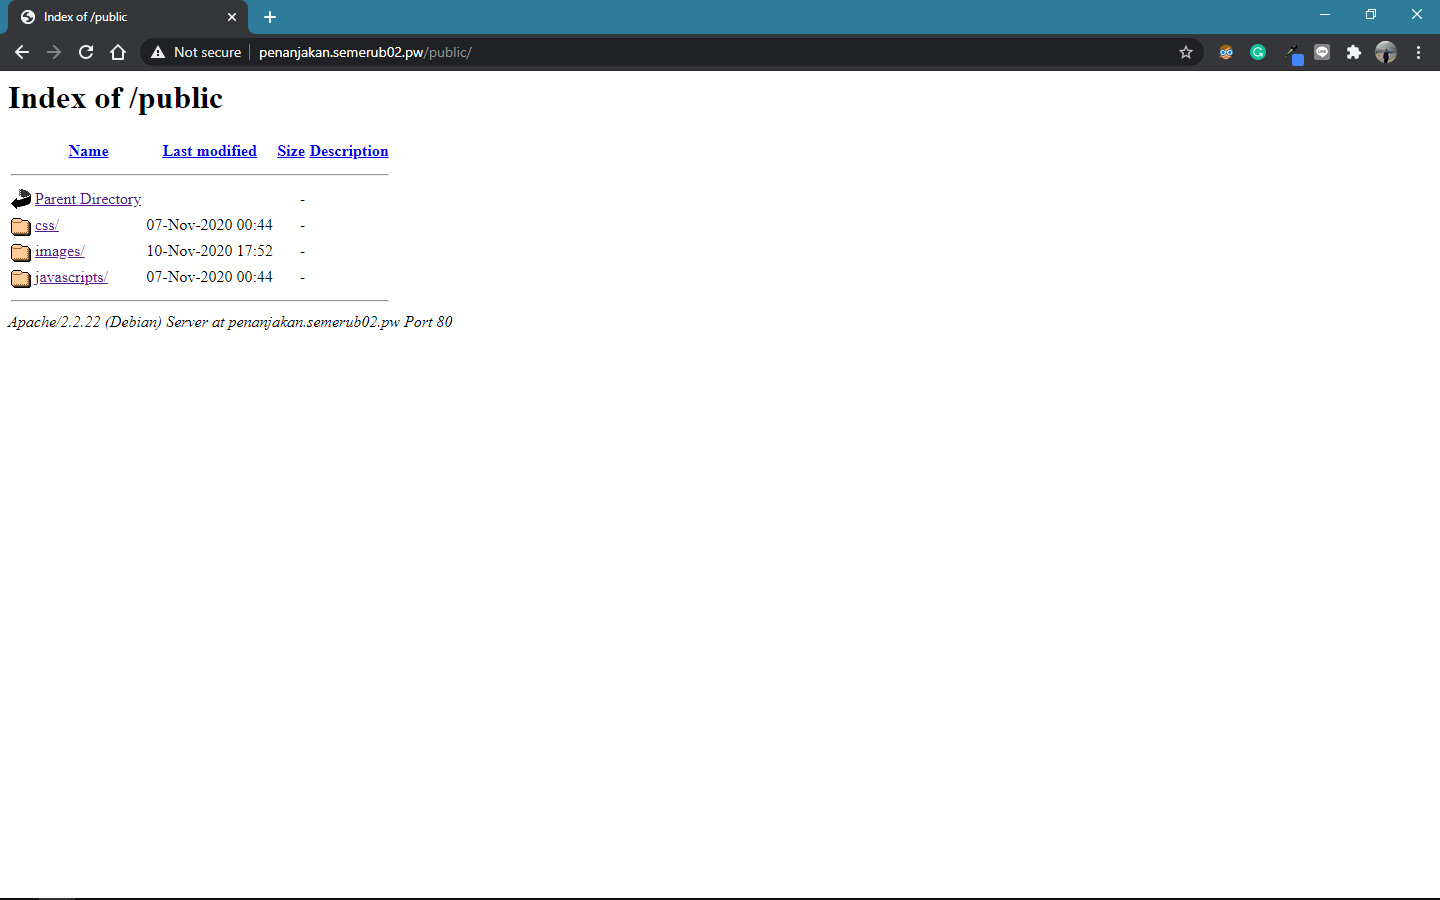 Index of /public
Not secure penanjakan.semerub02.pw/public/
Index of /public
Name Last modified Size Description
Parent Directory -
css/ 07-Nov-2020 00:44 -
images/ 10-Nov-2020 17:52 -
javascripts/ 07-Nov-2020 00:44 -
Apache/2.2.22 (Debian) Server at penanjakan.semerub02.pw Port 80